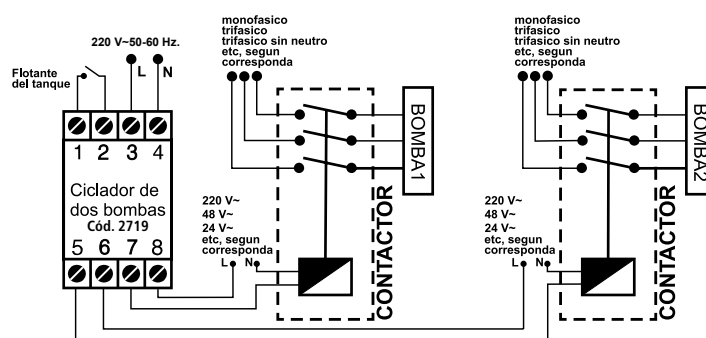 220 V~50-60 Hz.
L N
Flotante
del tanque
1 2 3 4
Ciclador de
dos bombas
Cód. 2719
5 6 7 8
monofasico
trifasico
trifasico sin neutro
etc, segun
corresponda
BOMBA1
CONTACTOR
220 V~
48 V~
24 V~
etc, segun
corresponda
L N
monofasico
trifasico
trifasico sin neutro
etc, segun
corresponda
BOMBA2
CONTACTOR
220 V~
48 V~
24 V~
etc, segun
corresponda
L N